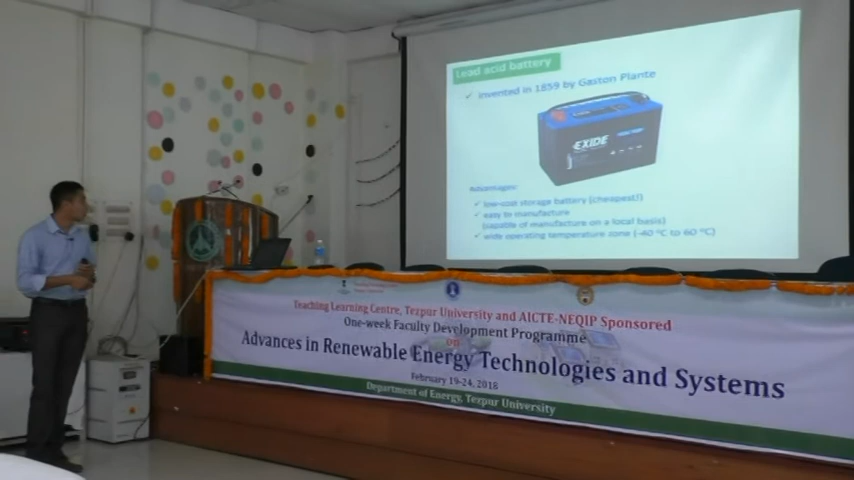 Lead acid battery
✓ invented in 1859 by Gaston Plante
EXIDE
Advantages:
✓ low-cost storage battery (cheapest!)
✓ easy to manufacture
(capable of manufacture on a local basis)
✓ wide operating temperature zone (-40 °C to 60 °C)
Teaching Learning Centre, Tezpur University and AICTE-NEQIP Sponsored
One-week Faculty Development Programme
on
Advances in Renewable Energy Technologies and Systems
February 19-24, 2018
Department of Energy, Tezpur University